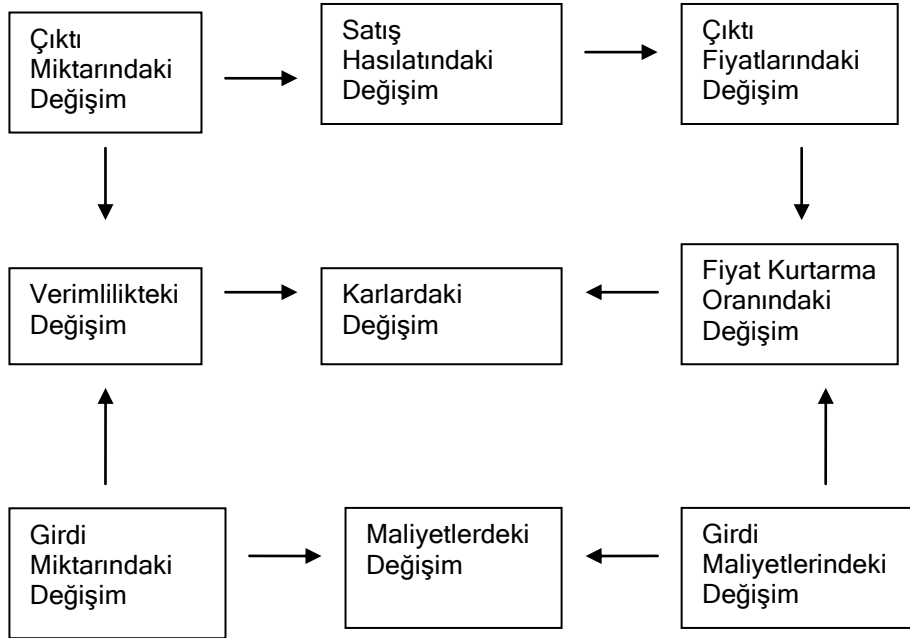 Çıktı
Miktarındaki
Değişim
Satış
Hasılatındaki
Değişim
Çıktı
Fiyatlarındaki
Değişim
Verimlilikteki
Değişim
Karlardaki
Değişim
Fiyat Kurtarma
Oranındaki
Değişim
Girdi
Miktarındaki
Değişim
Maliyetlerdeki
Değişim
Girdi
Maliyetlerindeki
Değişim